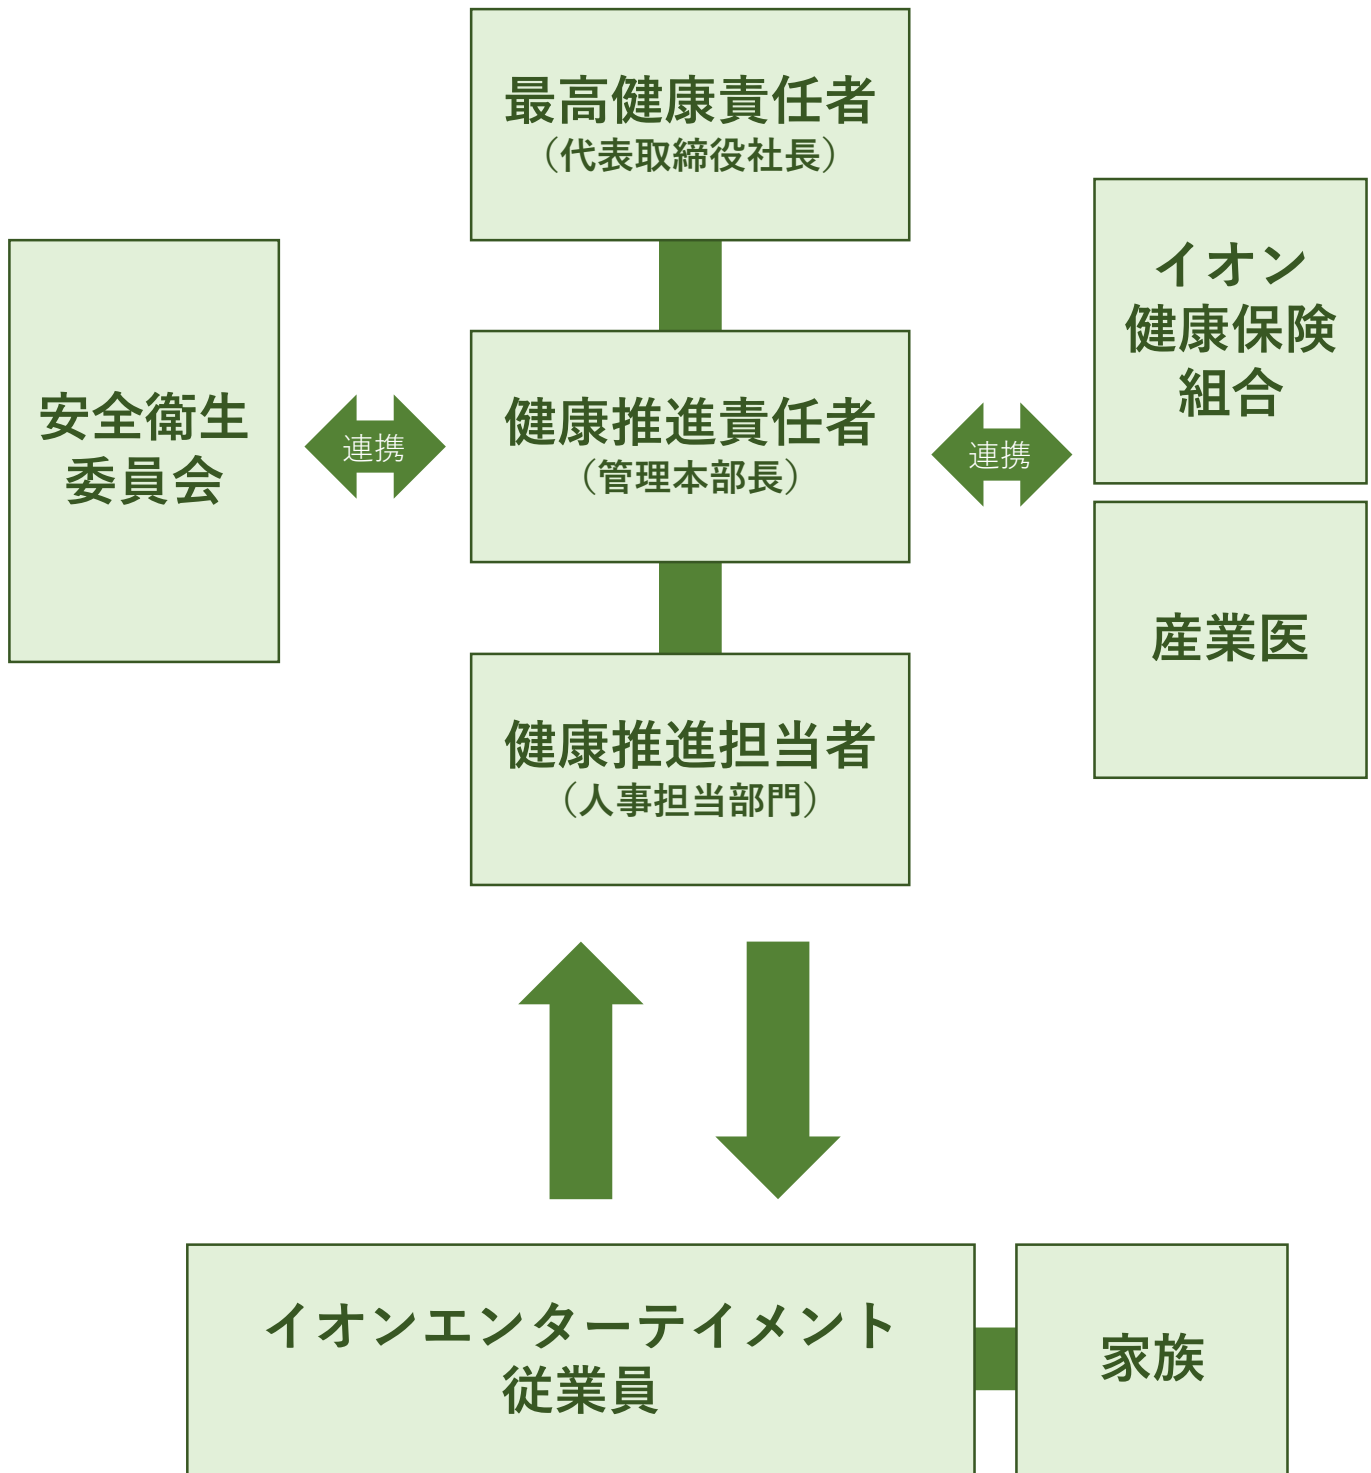 最高健康責任者
（代表取締役社長）
安全衛生
委員会
連携
健康推進責任者
（管理本部長）
連携
イオン
健康保険
組合
産業医
健康推進担当者
（人事担当部門）
イオンエンターテイメント
従業員
家族